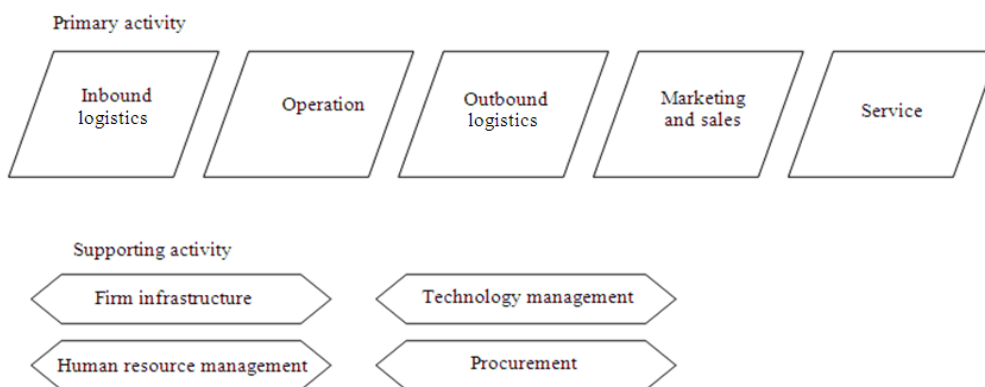 Primary activity
Inbound
logistics
Operation
Outbound
logistics
Marketing
and sales
Service
Supporting activity
Firm infrastructure
Technology management
Human resource management
Procurement